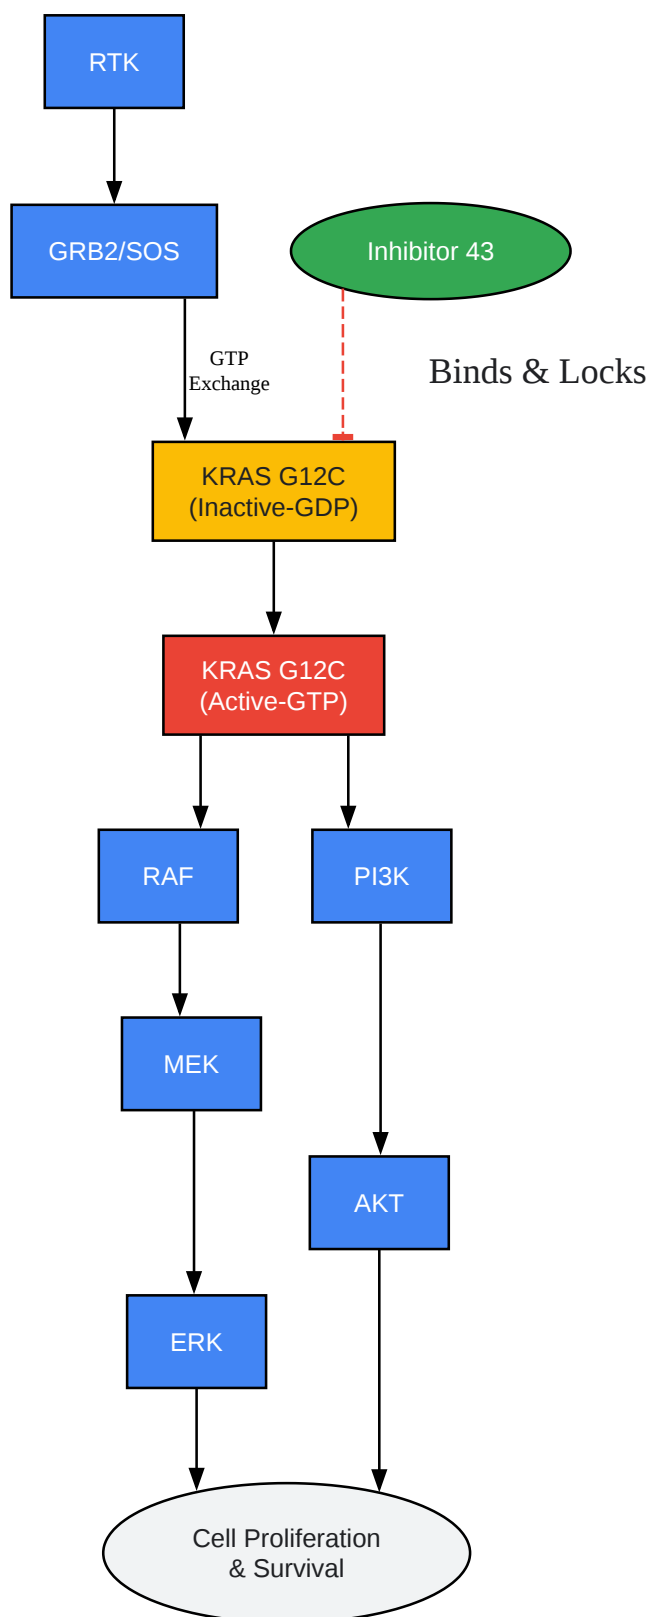 RTK
GRB2/SOS
Inhibitor 43
GTP
Exchange
Binds & Locks
KRAS G12C
(Inactive-GDP)
KRAS G12C
(Active-GTP)
RAF
PI3K
MEK
AKT
ERK
Cell Proliferation
& Survival